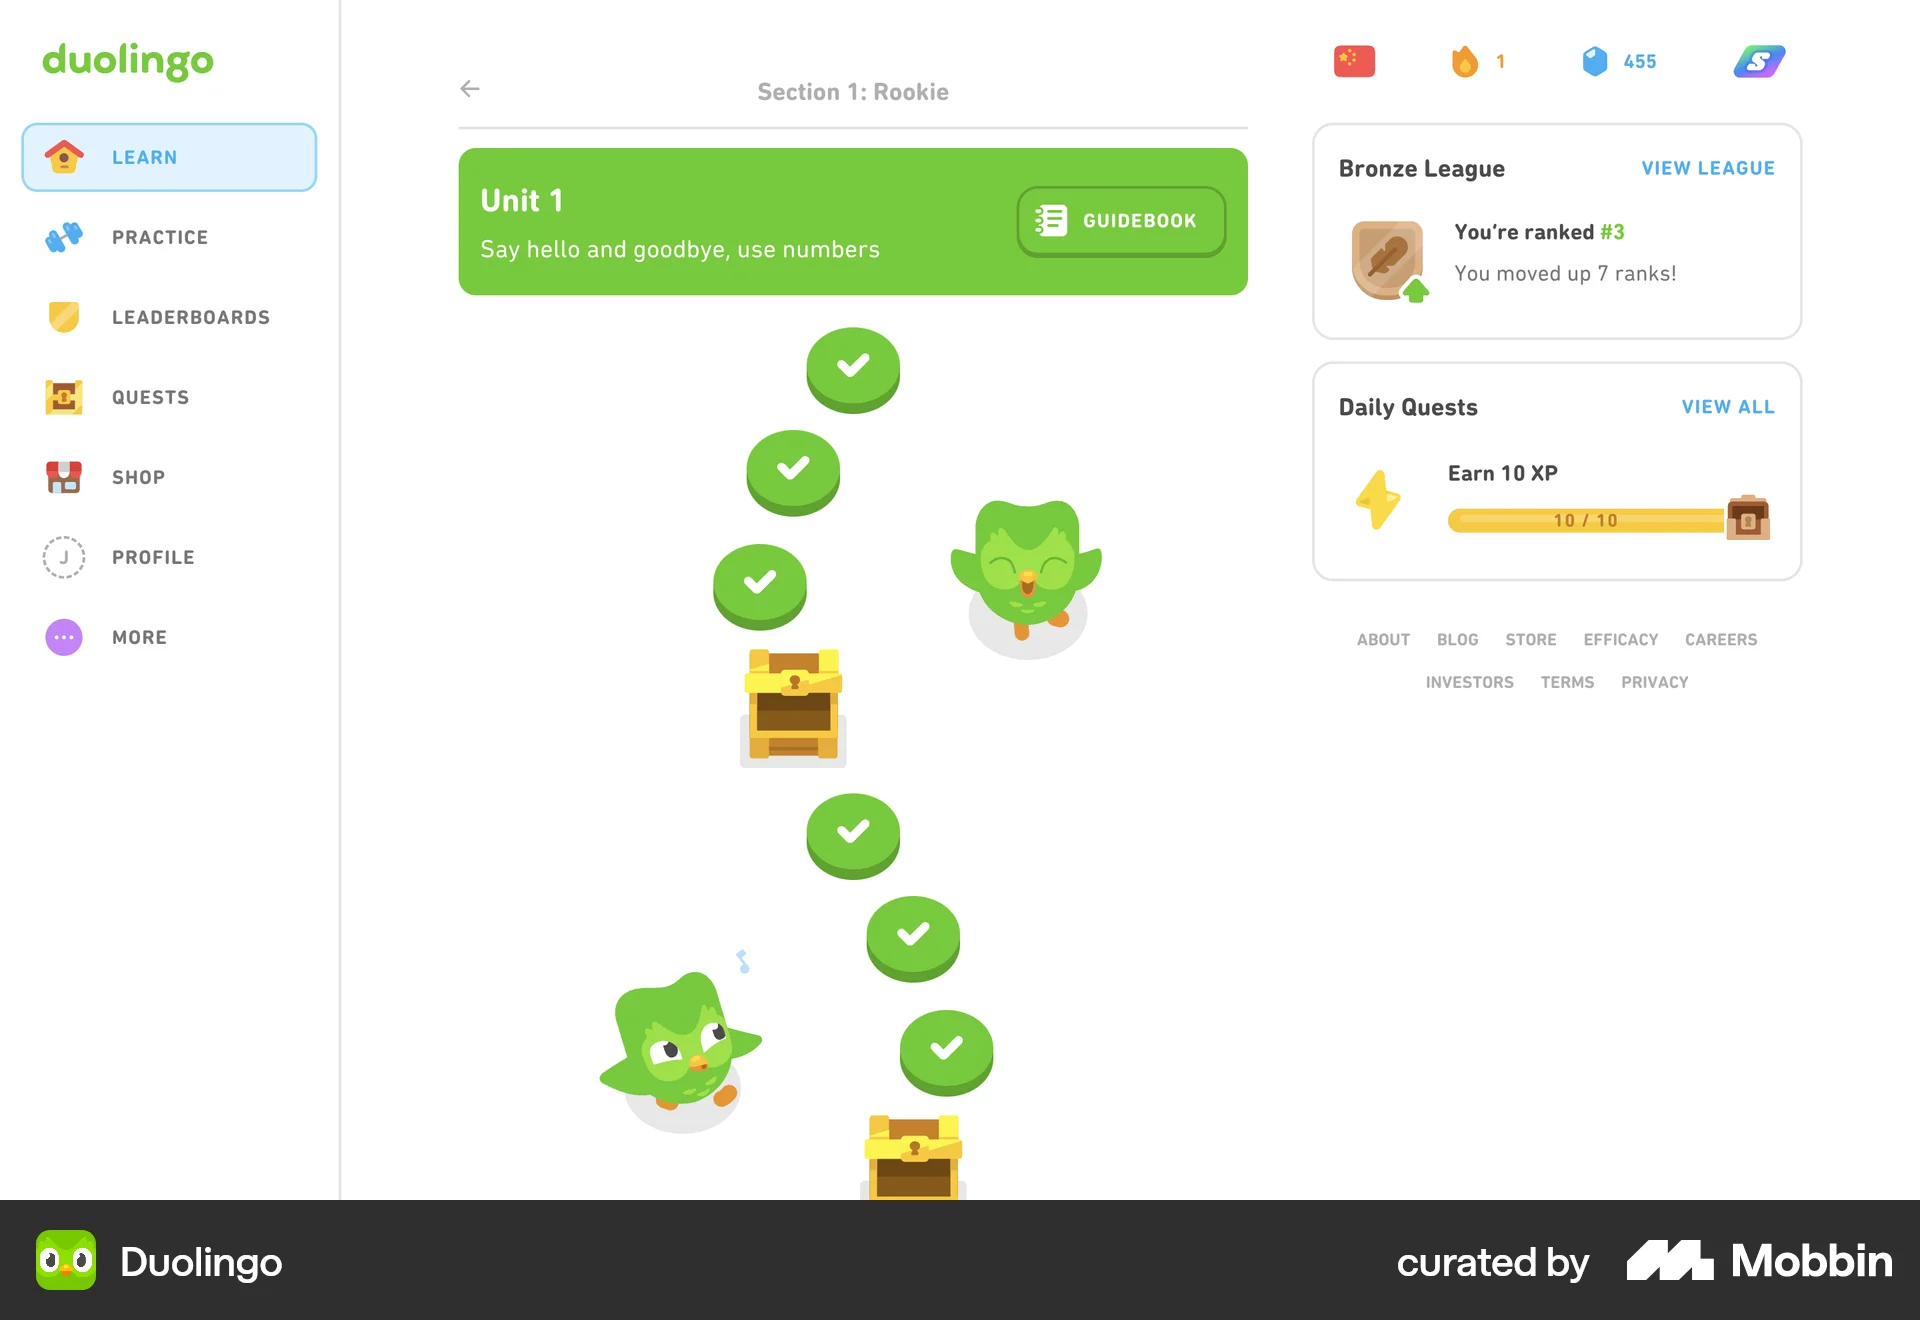 duolingo
LEARN
PRACTICE
LEADERBOARDS
QUESTS
SHOP
J
PROFILE
MORE
Section 1: Rookie
Unit 1
Say hello and goodbye, use numbers
GUIDEBOOK
1
455
S
Bronze League
VIEW LEAGUE
You're ranked #3
You moved up 7 ranks!
Daily Quests
VIEW ALL
Earn 10 XP
10 / 10
ABOUT BLOG STORE EFFICACY CAREERS
INVESTORS TERMS PRIVACY
Duolingo
curated by Mobbin